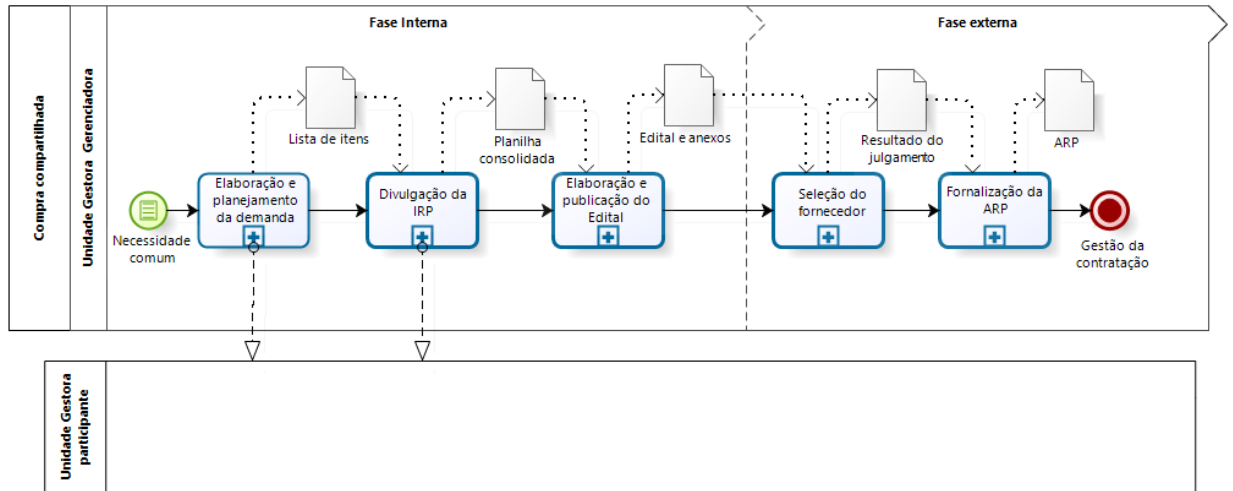 Fase Interna
Fase externa
Compra compartilhada
Unidade Gestora Gerenciadora
Lista de itens
Planilha
consolidada
Edital e anexos
Resultado do
julgamento
ARP
Necessidade
comum
Elaboração e
planejamento
da demanda
Divulgação da
IRP
Elaboração e
publicação do
Edital
Seleção do
fornecedor
Fornalização da
ARP
Gestão da
contratação
Unidade Gestora
participante